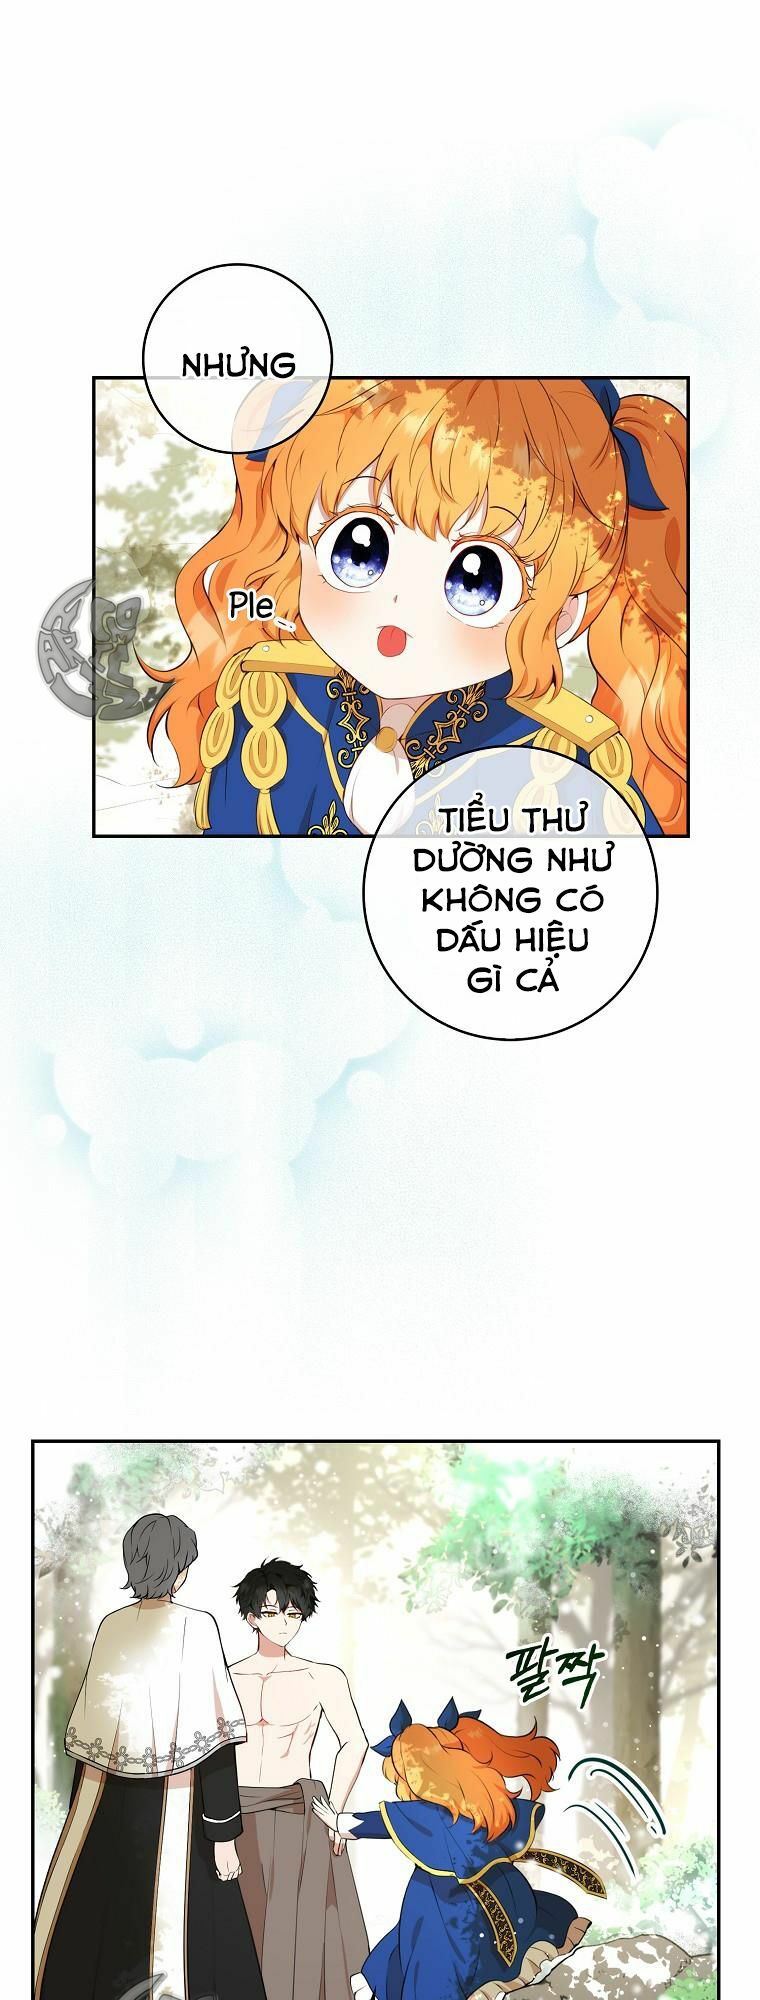 NHƯNG
Ple
TIỂU THƯ
DƯỜNG NHƯ
KHÔNG CÓ
DẤU HIỆU
GÌ CẢ
팔짝